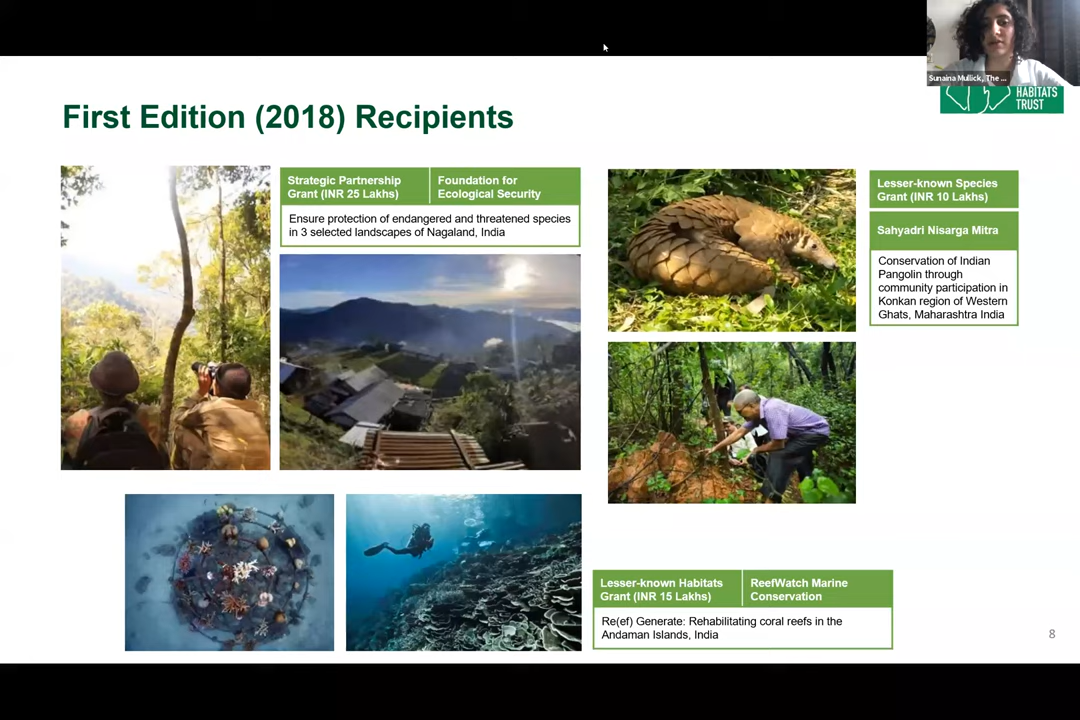 Sunaina Mullick, The ...
HABITATS
TRUST
First Edition (2018) Recipients
Strategic Partnership
Grant (INR 25 Lakhs)
Foundation for
Ecological Security
Ensure protection of endangered and threatened species
in 3 selected landscapes of Nagaland, India
Lesser-known Species
Grant (INR 10 Lakhs)
Sahyadri Nisarga Mitra
Conservation of Indian
Pangolin through
community participation in
Konkan region of Western
Ghats, Maharashtra India
Lesser-known Habitats
Grant (INR 15 Lakhs)
ReefWatch Marine
Conservation
Re(ef) Generate: Rehabilitating coral reefs in the
Andaman Islands, India
8